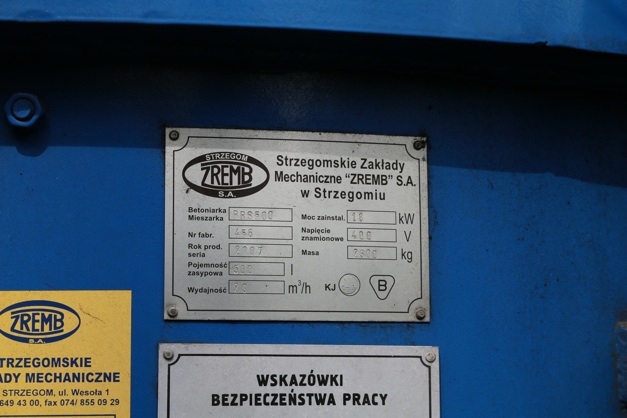 STRZEGOM
ZREMB
S.A.
Strzegomskie Zakłady
Mechaniczne "ZREMB" S.A.
w Strzegomiu
Betoniarka
Mieszarka
Moc zainstal. kW
Nr fabr.
Napięcie
znamionowe 400 V
Rok prod.
seria
Masa kg
Pojemność
zasypowa l
Wydajność m³/h
KJ B
ZREMB
S.A.
TRZEGOMSKIE
ADY MECHANICZNE
STRZEGOM, ul. Wesoła 1
649 43 00, fax 074/ 855 09 29
WSKAZÓWKI
BEZPIECZEŃSTWA PRACY